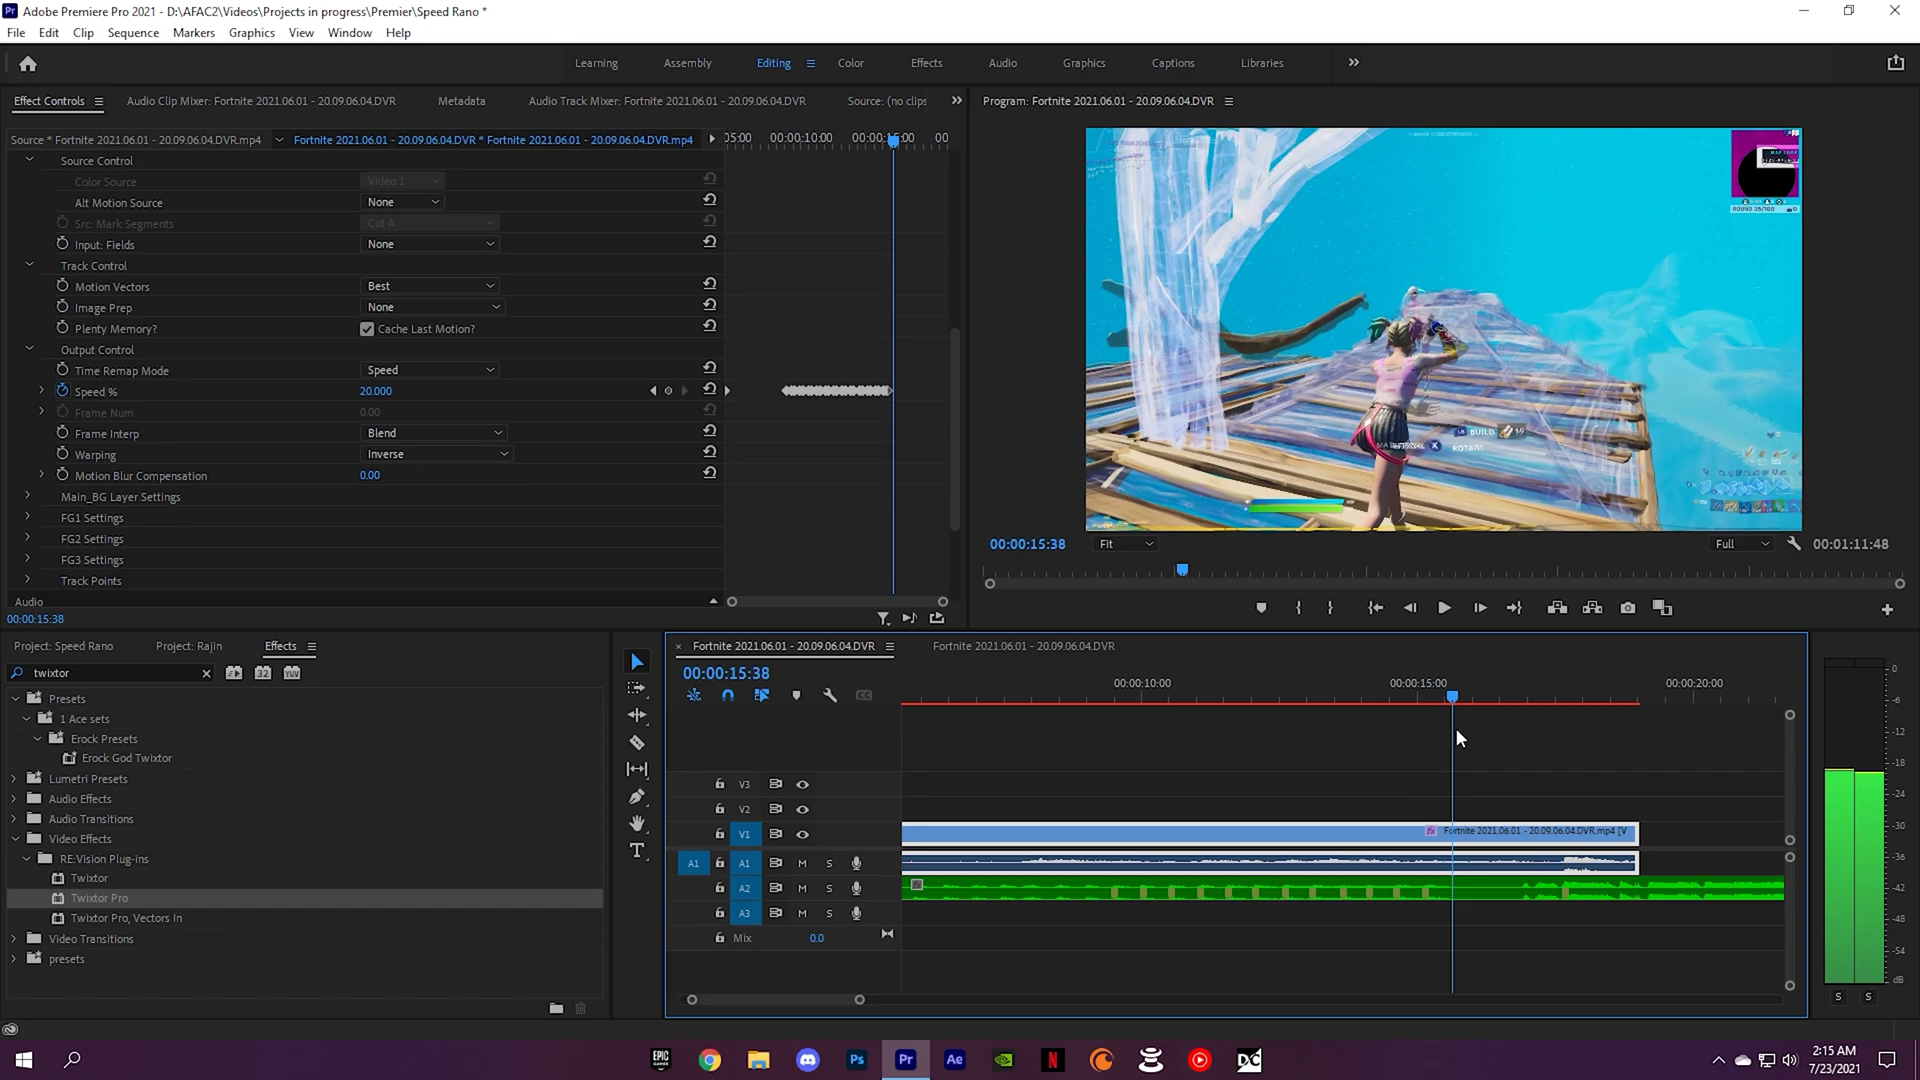 Adobe Premiere Pro 2021 - D:\AFAC2\Videos\Projects in progress\Premier\Speed Rano *
File Edit Clip Sequence Markers Graphics View Window Help
Learning Assembly Editing Color Effects Audio Graphics Captions Libraries
Effect Controls Audio Clip Mixer: Fortnite 2021.06.01 - 20.09.06.04.DVR Metadata Audio Track Mixer: Fortnite 2021.06.01 - 20.09.06.04.DVR Source: (no clips
Program: Fortnite 2021.06.01 - 20.09.06.04.DVR
Source * Fortnite 2021.06.01 - 20.09.06.04.DVR.mp4 Fortnite 2021.06.01 - 20.09.06.04.DVR * Fortnite 2021.06.01 - 20.09.06.04.DVR.mp4
05:00 00:00:10:00 00:00:15:00 00
Source Control
Color Source Video 1
Alt Motion Source None
Src: Mark Segments Cut A
Input: Fields None
Track Control
Motion Vectors Best
Image Prep None
Plenty Memory? Cache Last Motion?
Output Control
Time Remap Mode Speed
Speed % 20.000
Frame Num 0.00
Frame Interp Blend
Warping Inverse
Motion Blur Compensation 0.00
Main_BG Layer Settings
FG1 Settings
FG2 Settings
FG3 Settings
Track Points
Audio
00:00:15:38
ROUND 35/100
BUILD
ROTATE
00:00:15:38 Fit Full 00:01:11:48
Project: Speed Rano Project: Rajin Effects
twixtor
32 YUV
Presets
1 Ace sets
Erock Presets
Erock God Twixtor
Lumetri Presets
Audio Effects
Audio Transitions
Video Effects
RE:Vision Plug-ins
Twixtor
Twixtor Pro
Twixtor Pro, Vectors In
Video Transitions
presets
Fortnite 2021.06.01 - 20.09.06.04.DVR Fortnite 2021.06.01 - 20.09.06.04.DVR
00:00:15:38
00:00:10:00 00:00:15:00 00:00:20:00
CC
V3
V2
V1 fx Fortnite 2021.06.01 - 20.09.06.04.DVR.mp4 [V
A1 A1 M S
A2 M S
A3 M S
Mix 0.0
0
-6
-12
-18
-24
-30
-36
-42
-48
-54
dB
S S
EPIC GAMES
Ps Pr Ae N DC
2:15 AM
7/23/2021